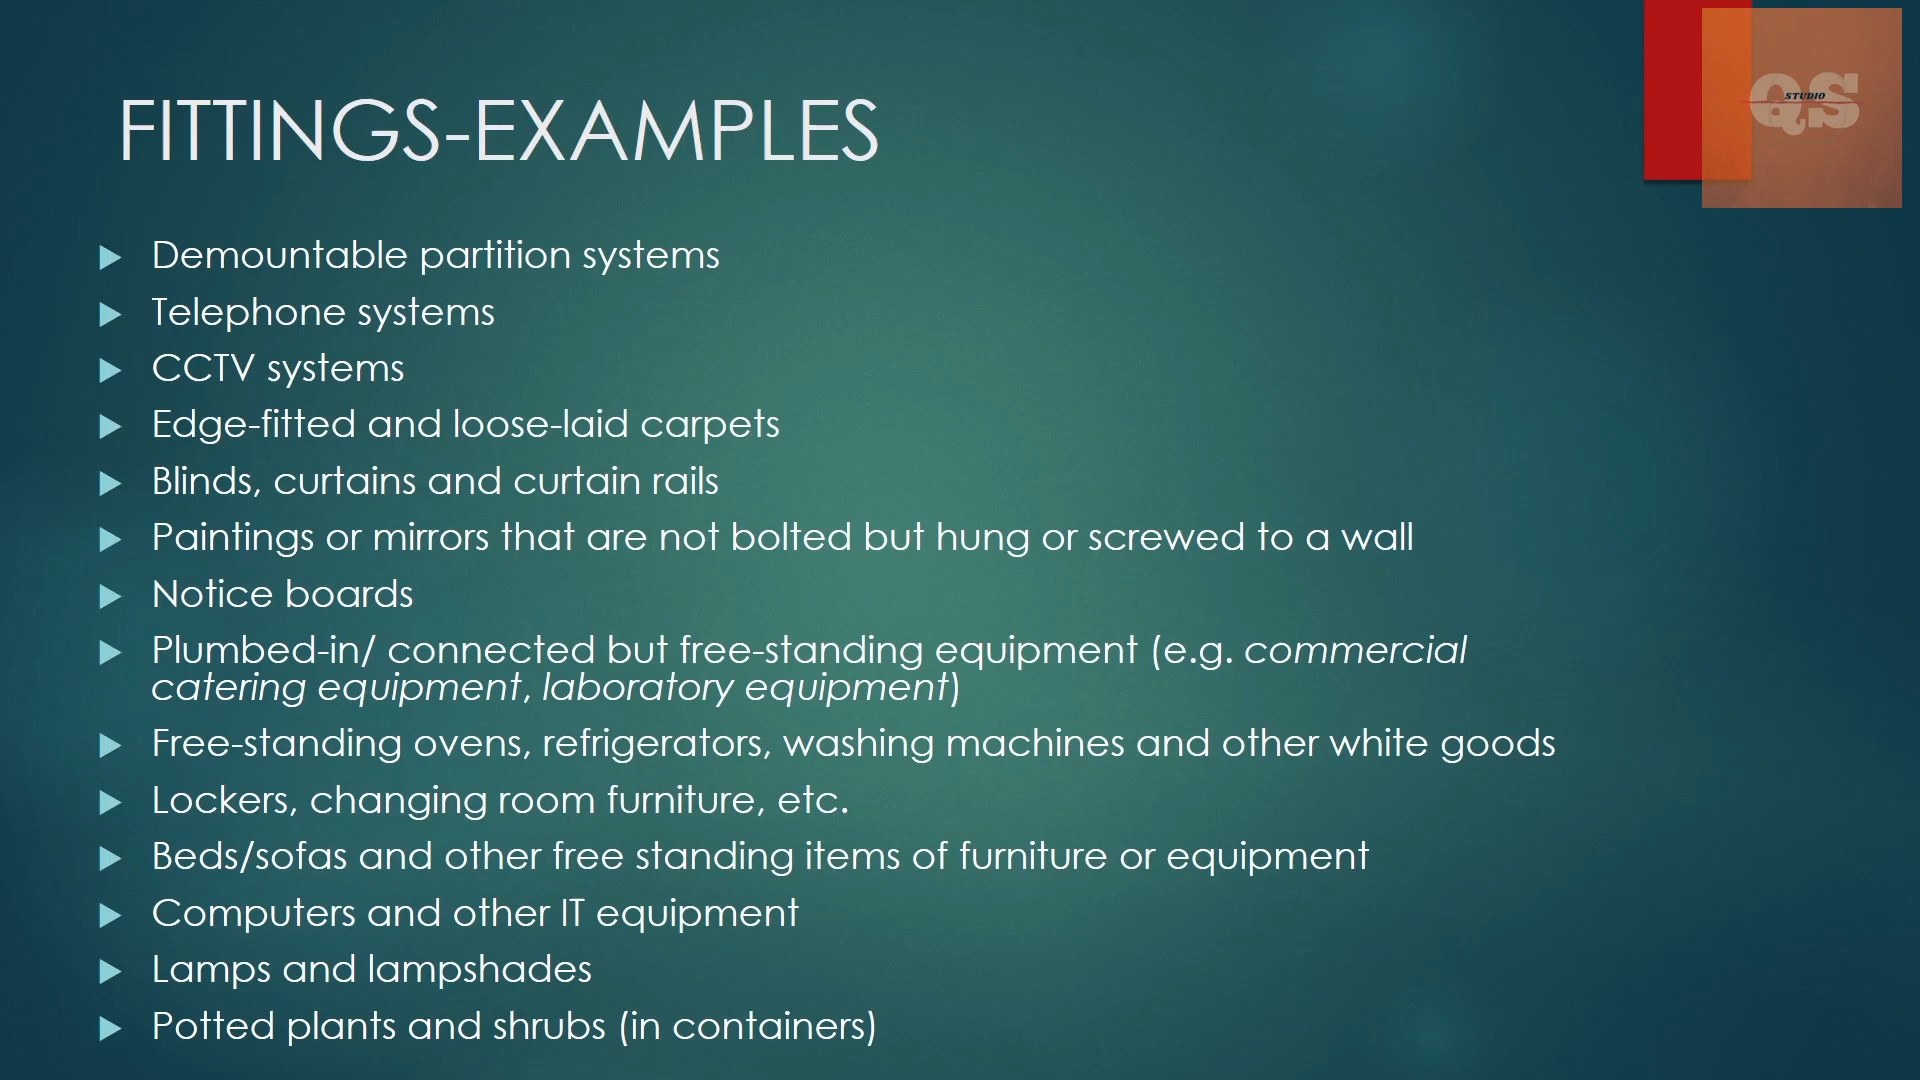 FITTINGS-EXAMPLES
QS
STUDIO
Demountable partition systems
Telephone systems
CCTV systems
Edge-fitted and loose-laid carpets
Blinds, curtains and curtain rails
Paintings or mirrors that are not bolted but hung or screwed to a wall
Notice boards
Plumbed-in/ connected but free-standing equipment (e.g. commercial
catering equipment, laboratory equipment)
Free-standing ovens, refrigerators, washing machines and other white goods
Lockers, changing room furniture, etc.
Beds/sofas and other free standing items of furniture or equipment
Computers and other IT equipment
Lamps and lampshades
Potted plants and shrubs (in containers)